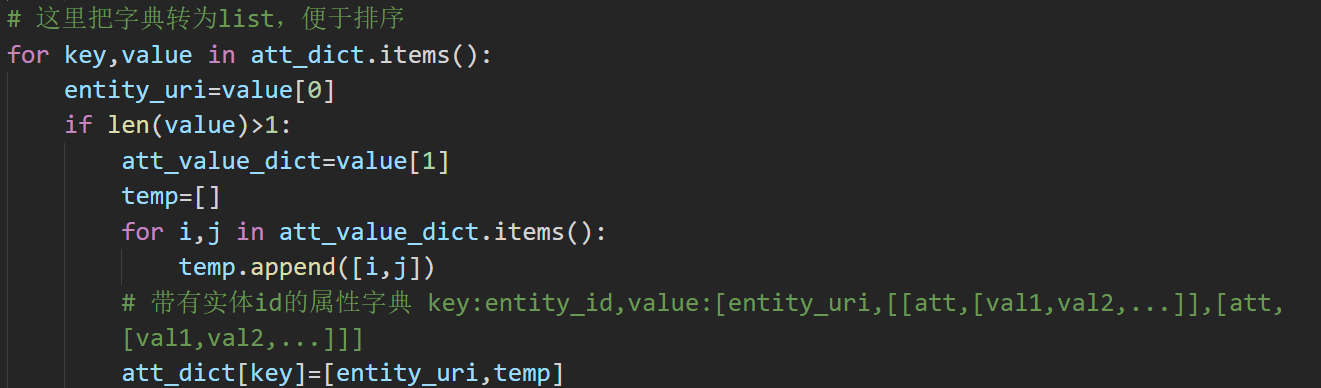 # 这里把字典转为list，便于排序
for key,value in att_dict.items():
    entity_uri=value[0]
    if len(value)>1:
        att_value_dict=value[1]
        temp=[]
        for i,j in att_value_dict.items():
            temp.append([i,j])
        # 带有实体id的属性字典 key:entity_id,value:[entity_uri,[[att,[val1,val2,...]],[att,
        [val1,val2,...]]]
        att_dict[key]=[entity_uri,temp]